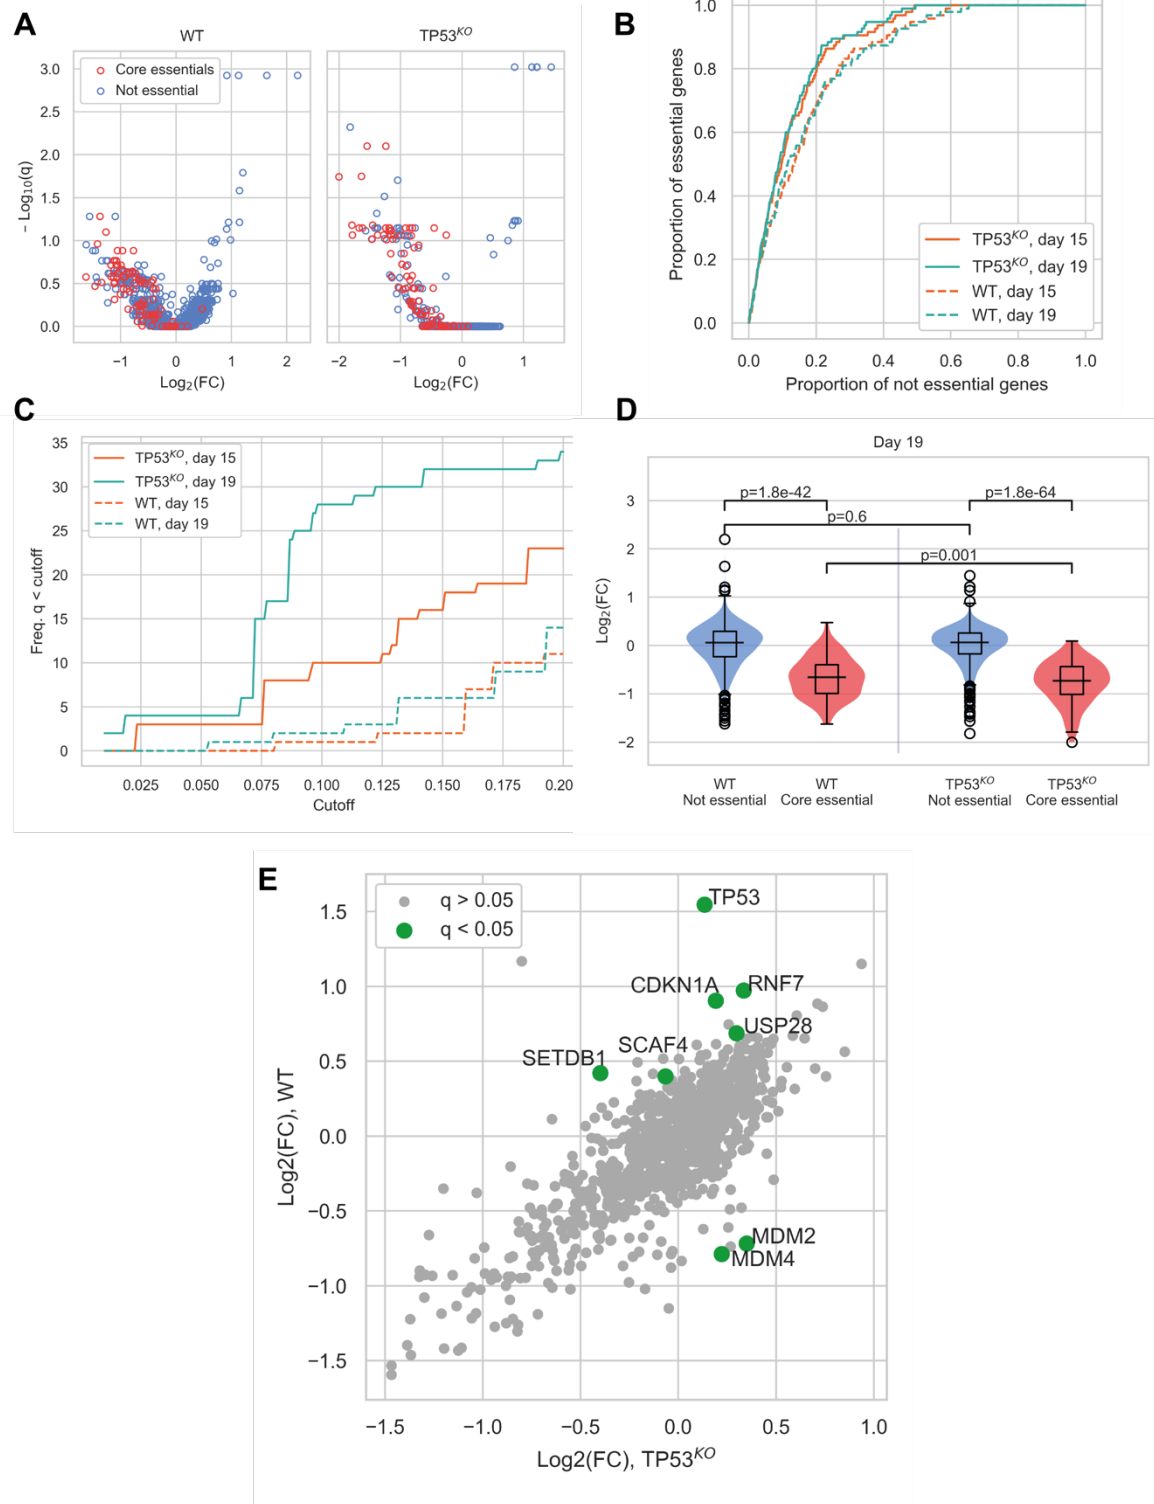 A
WT
TP53KO
Core essentials
Not essential
3.0
2.5
2.0
1.5
1.0
0.5
0.0
− Log10(q)
−1 0 1 2
−2 −1 0 1
Log2(FC)
Log2(FC)
B
1.0
0.8
0.6
0.4
0.2
0.0
Proportion of essential genes
TP53KO, day 15
TP53KO, day 19
WT, day 15
WT, day 19
0.0 0.2 0.4 0.6 0.8 1.0
Proportion of not essential genes
C
35
30
25
20
15
10
5
0
Freq. q < cutoff
TP53KO, day 15
TP53KO, day 19
WT, day 15
WT, day 19
0.025 0.050 0.075 0.100 0.125 0.150 0.175 0.20
Cutoff
D
Day 19
3
2
1
0
−1
−2
Log2(FC)
p=1.8e-42
p=1.8e-64
p=0.6
p=0.001
WT
Not essential
WT
Core essential
TP53KO
Not essential
TP53KO
Core essential
E
q > 0.05
q < 0.05
1.5
1.0
0.5
0.0
−0.5
−1.0
−1.5
Log2(FC), WT
TP53
CDKN1A
RNF7
USP28
SCAF4
SETDB1
MDM2
MDM4
−1.5 −1.0 −0.5 0.0 0.5 1.0
Log2(FC), TP53KO